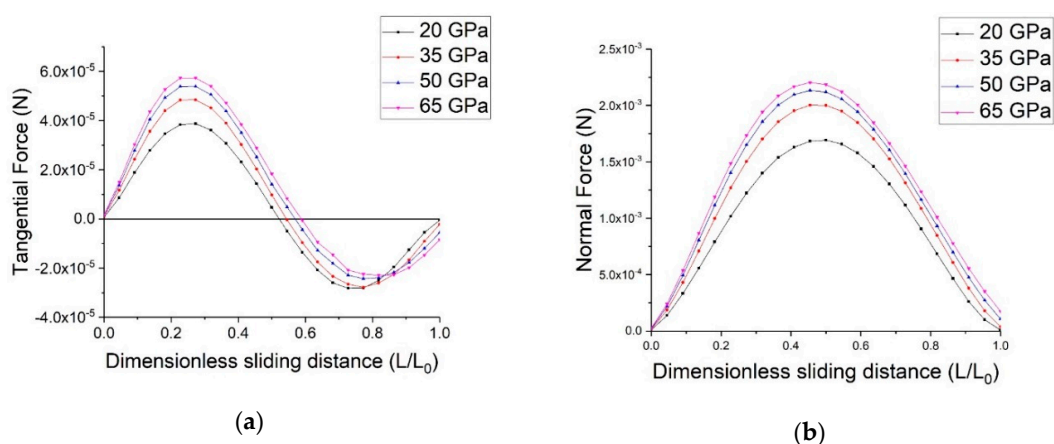 20 GPa
35 GPa
50 GPa
65 GPa
6.0x10⁻⁵
4.0x10⁻⁵
2.0x10⁻⁵
0.0
-2.0x10⁻⁵
-4.0x10⁻⁵
Tangential Force (N)
0.0 0.2 0.4 0.6 0.8 1.0
Dimensionless sliding distance (L/L₀)
(a)
20 GPa
35 GPa
50 GPa
65 GPa
2.5x10⁻³
2.0x10⁻³
1.5x10⁻³
1.0x10⁻³
5.0x10⁻⁴
0.0
Normal Force (N)
0.0 0.2 0.4 0.6 0.8 1.0
Dimensionless sliding distance (L/L₀)
(b)